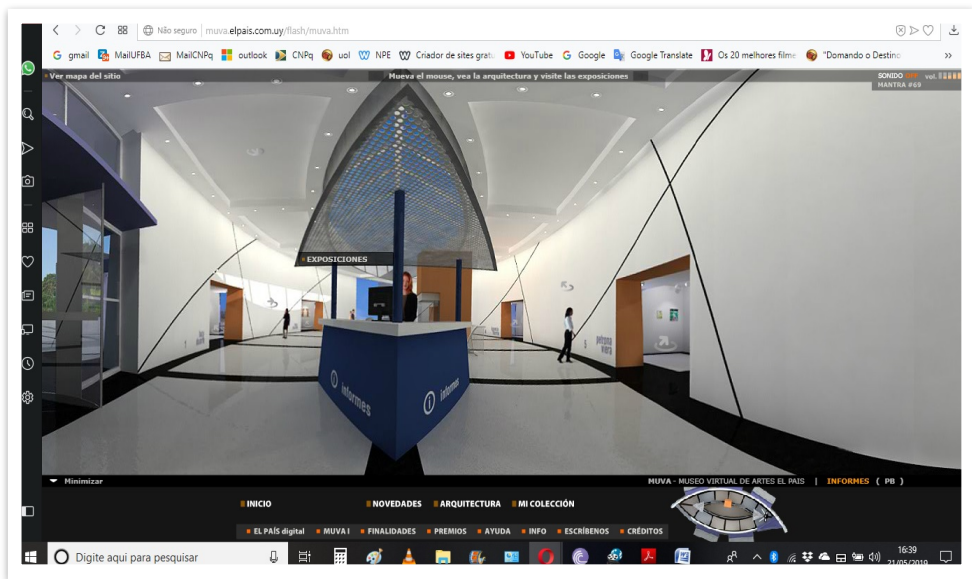 Não seguro | muva.elpais.com.uy/flash/muva.htm
gmail MailUFBA MailCNPq outlook CNPq uol NPE Criador de sites gratu YouTube Google Google Translate Os 20 melhores filme "Domando o Destino »
Ver mapa del sitio
Mueva el mouse, vea la arquitectura y visite las exposiciones
SONIDO OFF vol.
MANTRA #69
EXPOSICIONES
informes
informes
petrona
viera
Minimizar
MUVA - MUSEO VIRTUAL DE ARTES EL PAIS | INFORMES ( PB )
INICIO NOVEDADES ARQUITECTURA MI COLECCIÓN
EL PAÍS digital MUVA I FINALIDADES PREMIOS AYUDA INFO ESCRÍBENOS CRÉDITOS
Digite aqui para pesquisar
16:39
21/05/2019